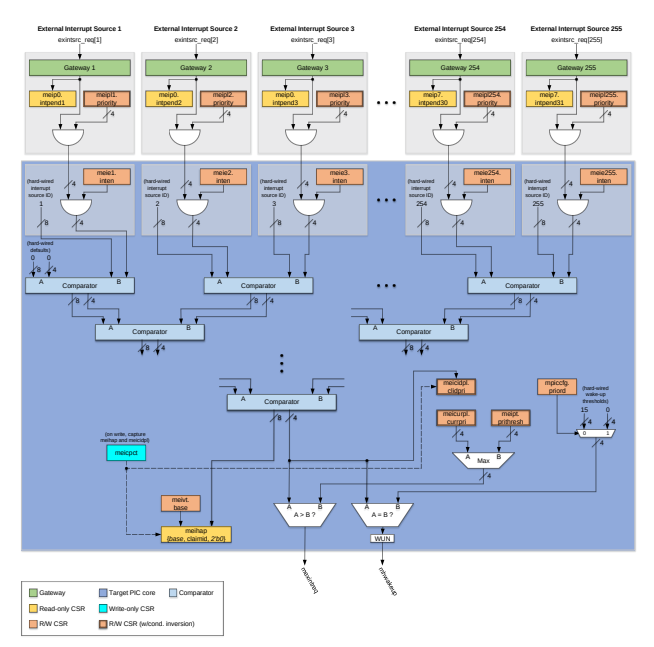 External Interrupt Source 1
exintsrc_req[1]
External Interrupt Source 2
exintsrc_req[2]
External Interrupt Source 3
exintsrc_req[3]
External Interrupt Source 254
exintsrc_req[254]
External Interrupt Source 255
exintsrc_req[255]
Gateway 1
Gateway 2
Gateway 3
Gateway 254
Gateway 255
meip0.
intpend1
meipl1.
priority
meip0.
intpend2
meipl2.
priority
meip0.
intpend3
meipl3.
priority
meip7.
intpend30
meipl254.
priority
meip7.
intpend31
meipl255.
priority
4
4
4
4
4
(hard-wired
interrupt
source ID)
1
meie1.
inten
(hard-wired
interrupt
source ID)
2
meie2.
inten
(hard-wired
interrupt
source ID)
3
meie3.
inten
(hard-wired
interrupt
source ID)
254
meie254.
inten
(hard-wired
interrupt
source ID)
255
meie255.
inten
4
4
4
4
4
8
4
8
4
8
4
8
4
8
4
(hard-wired
defaults)
0 0
8 4
A B
Comparator
A B
Comparator
A B
Comparator
8 4
8 4
8 4
A B
Comparator
A B
Comparator
8 4
8 4
A B
Comparator
8 4
meicidpl.
clidpri
mpiccfg.
priord
(hard-wired
wake-up
thresholds)
15 0
4 4
0 1
4
meicurpl.
currpri
meipt.
prithresh
4 4
A B
Max
4
(on write, capture
meihap and meicidpl)
meicpct
meivt.
base
meihap
{base, claimid, 2'b0}
A B
A > B ?
A B
A = B ?
WUN
mexintirq
mhwakeup
Gateway
Target PIC core
Comparator
Read-only CSR
Write-only CSR
R/W CSR
R/W CSR (w/cond. inversion)